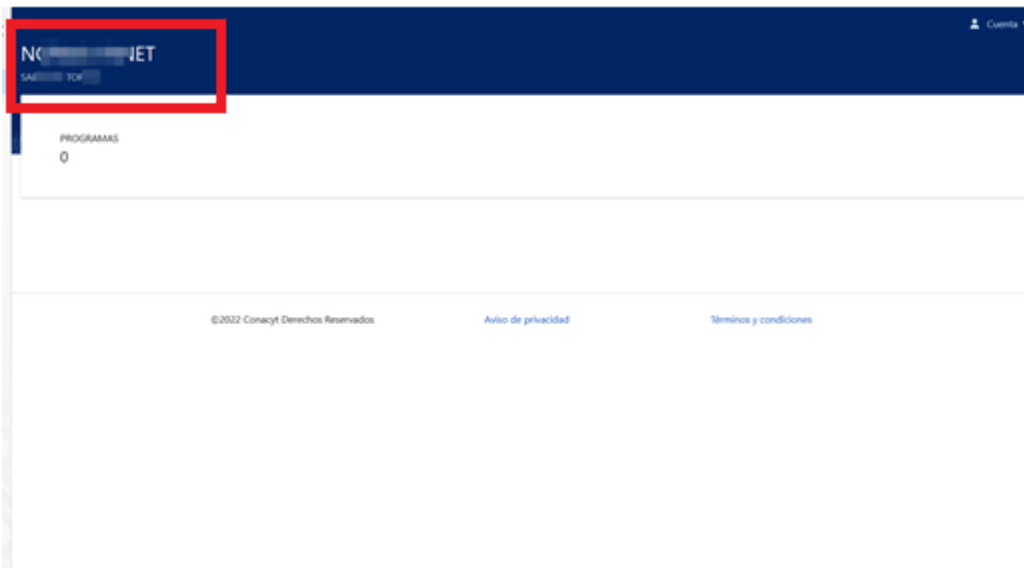 Cuenta
PROGRAMAS
0
©2022 Conacyt Derechos Reservados
Aviso de privacidad
Términos y condiciones